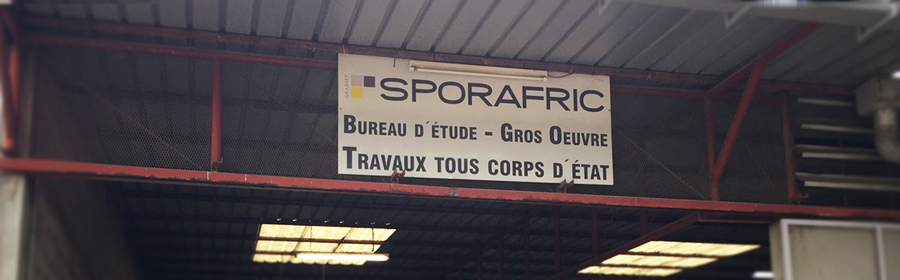 SPORAFRIC
BUREAU D´ÉTUDE - GROS OEUVRE
TRAVAUX TOUS CORPS D´ÉTAT